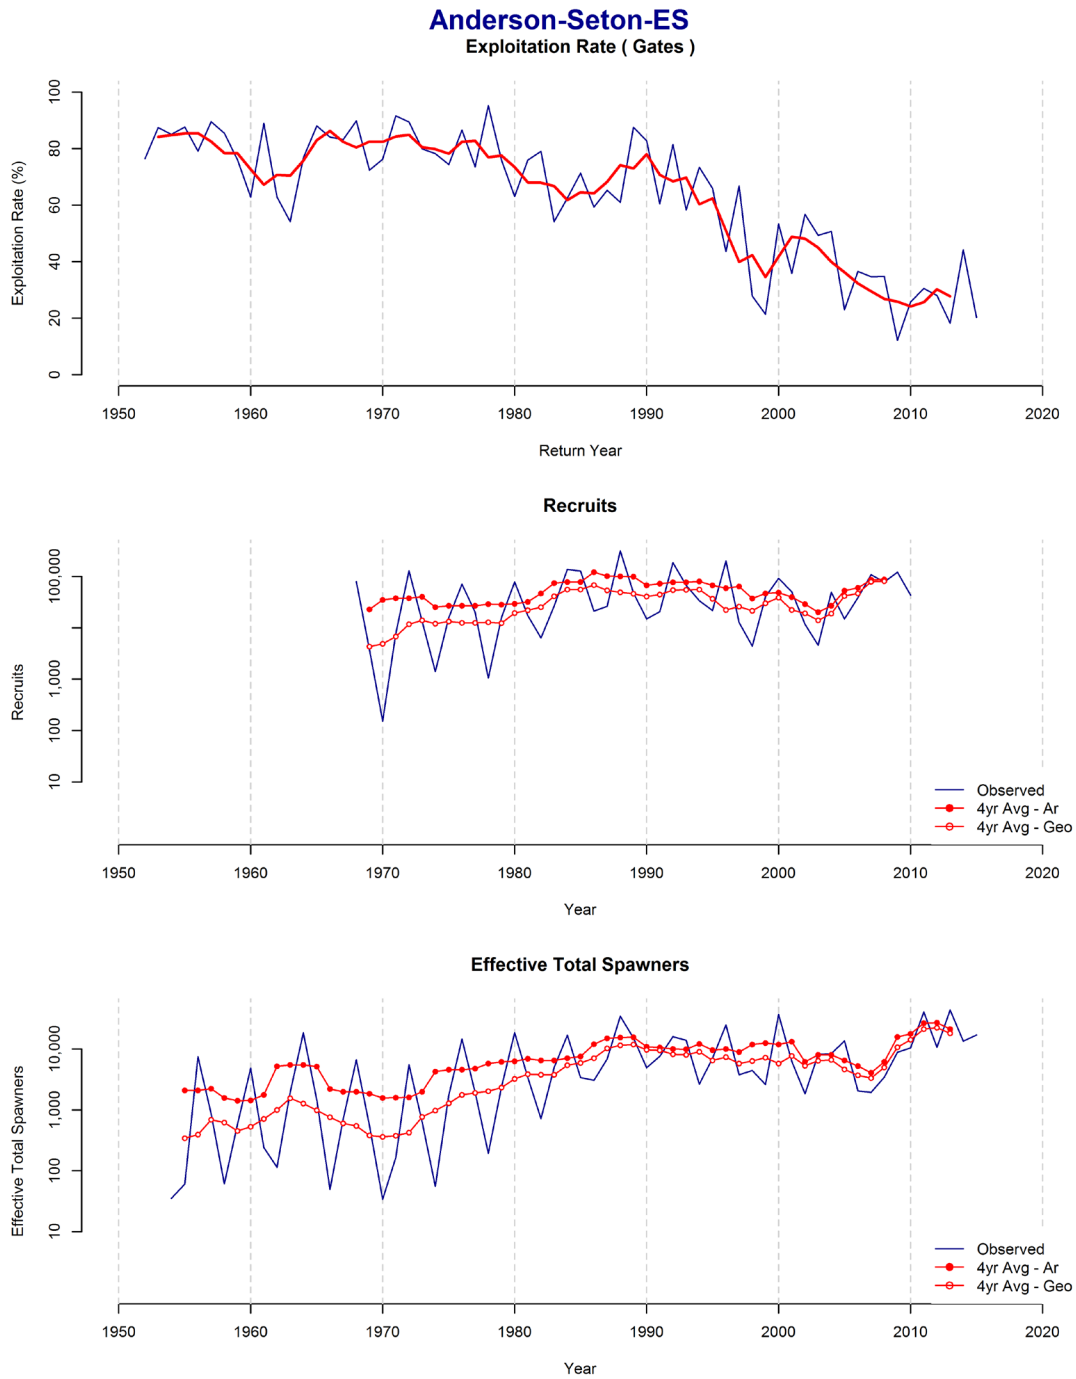 Anderson-Seton-ES
Exploitation Rate ( Gates )
Exploitation Rate (%)
100
80
60
40
20
0
1950 1960 1970 1980 1990 2000 2010 2020
Return Year
Recruits
Recruits
100,000
1,000
100
10
Observed
4yr Avg - Ar
4yr Avg - Geo
1950 1960 1970 1980 1990 2000 2010 2020
Year
Effective Total Spawners
Effective Total Spawners
10,000
1,000
100
10
Observed
4yr Avg - Ar
4yr Avg - Geo
1950 1960 1970 1980 1990 2000 2010 2020
Year